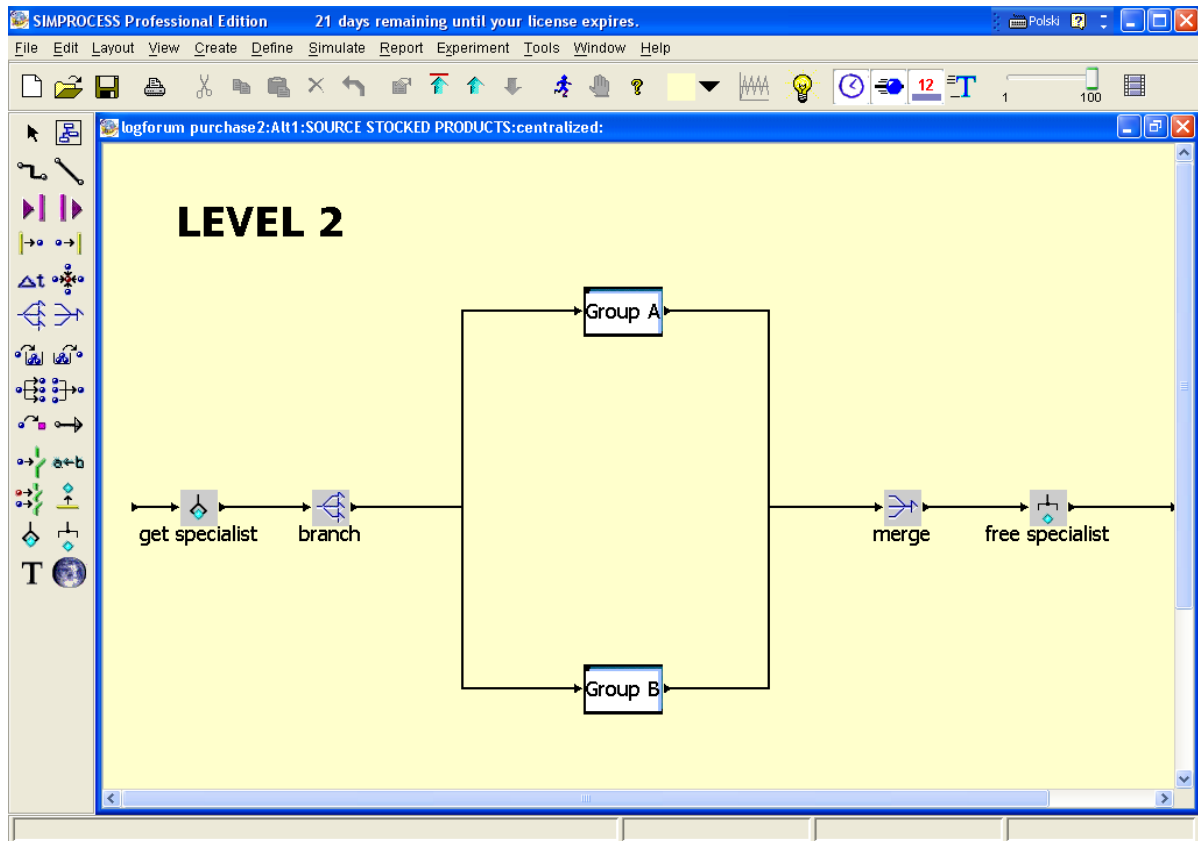 SIMPROCESS Professional Edition 21 days remaining until your license expires.
Polski
File Edit Layout View Create Define Simulate Report Experiment Tools Window Help
12
T
1
100
logforum purchase2:Alt1:SOURCE STOCKED PRODUCTS:centralized:
LEVEL 2
Δt
a b
T
Group A
get specialist branch merge free specialist
Group B